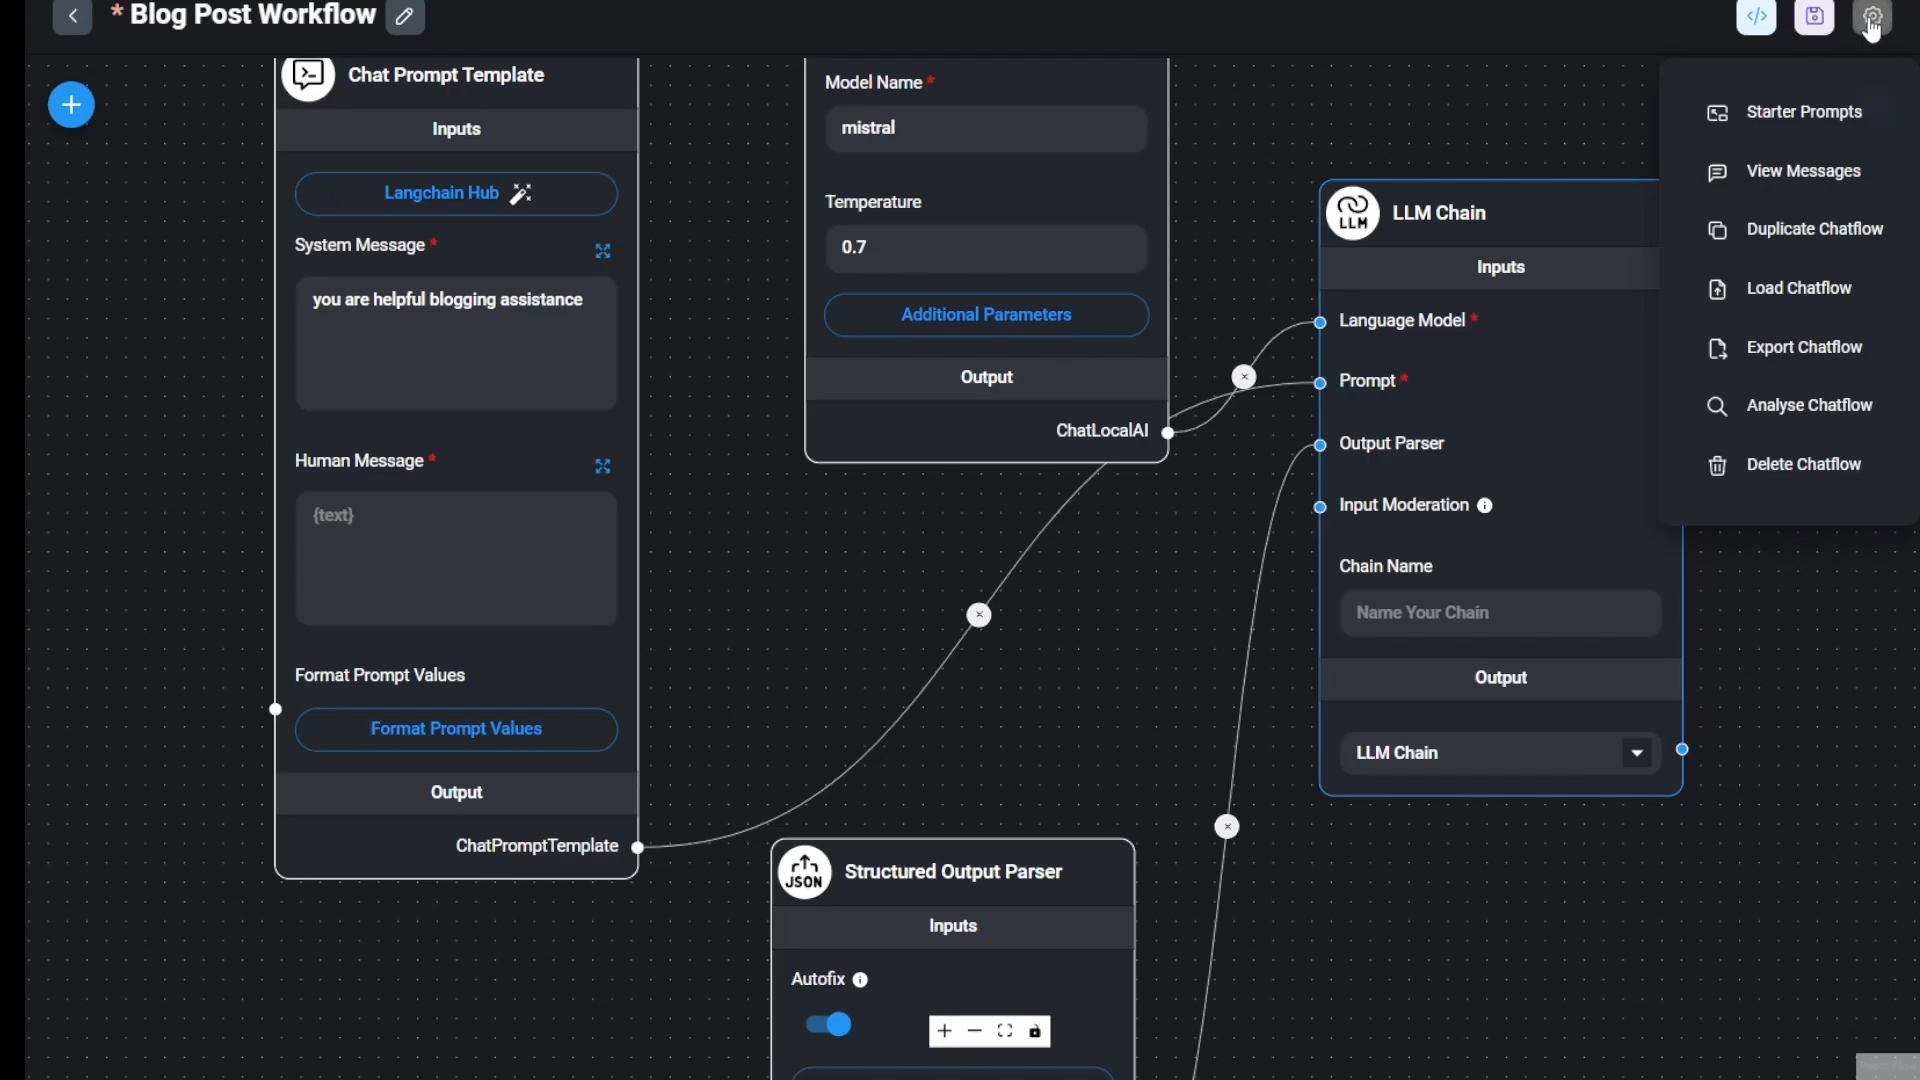 * Blog Post Workflow
</>
Chat Prompt Template
Inputs
Langchain Hub
System Message *
you are helpful blogging assistance
Human Message *
{text}
Format Prompt Values
Format Prompt Values
Output
ChatPromptTemplate
Model Name *
mistral
Temperature
0.7
Additional Parameters
Output
ChatLocalAI
JSON
Structured Output Parser
Inputs
Autofix
LLM
LLM Chain
Inputs
Language Model *
Prompt *
Output Parser
Input Moderation
Chain Name
Name Your Chain
Output
LLM Chain
Starter Prompts
View Messages
Duplicate Chatflow
Load Chatflow
Export Chatflow
Analyse Chatflow
Delete Chatflow